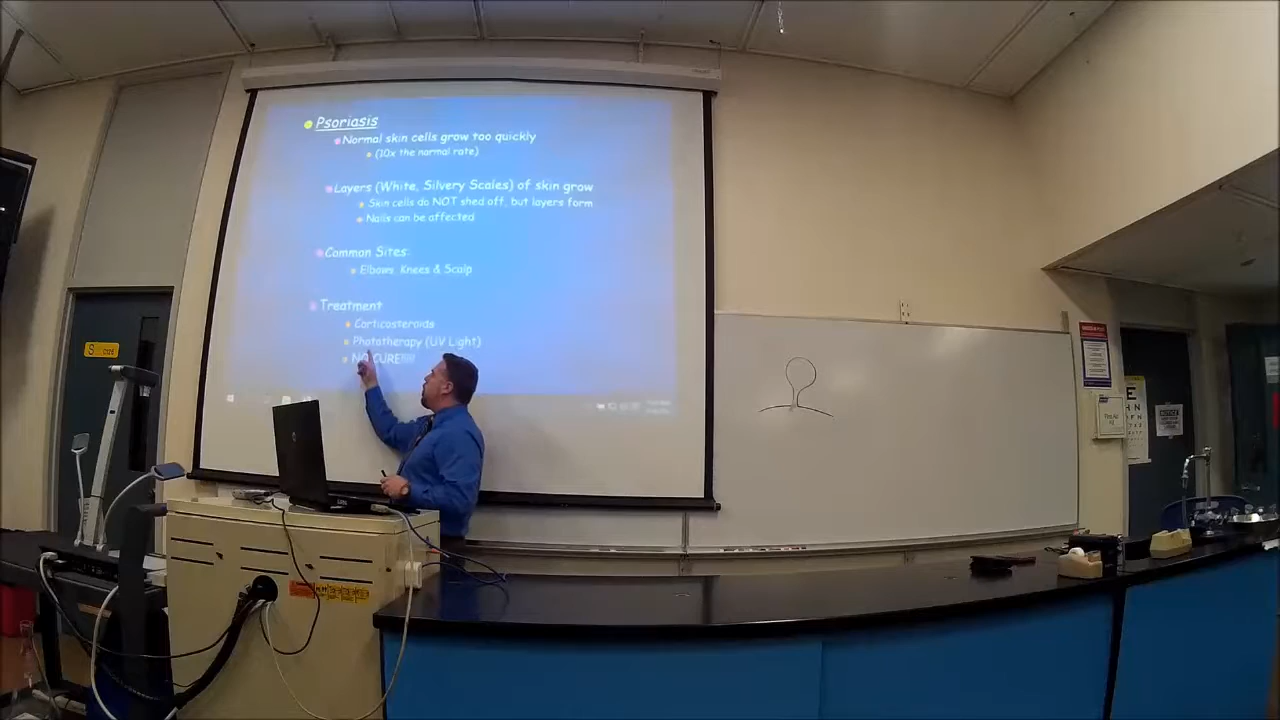 Psoriasis
Normal skin cells grow too quickly
(10x the normal rate)
Layers (White, Silvery Scales) of skin grow
Skin cells do NOT shed off, but layers form
Nails can be affected
Common Sites:
Elbows, Knees & Scalp
Treatment
Corticosteroids
Phototherapy (UV Light)
NO CURE!!!!!
E